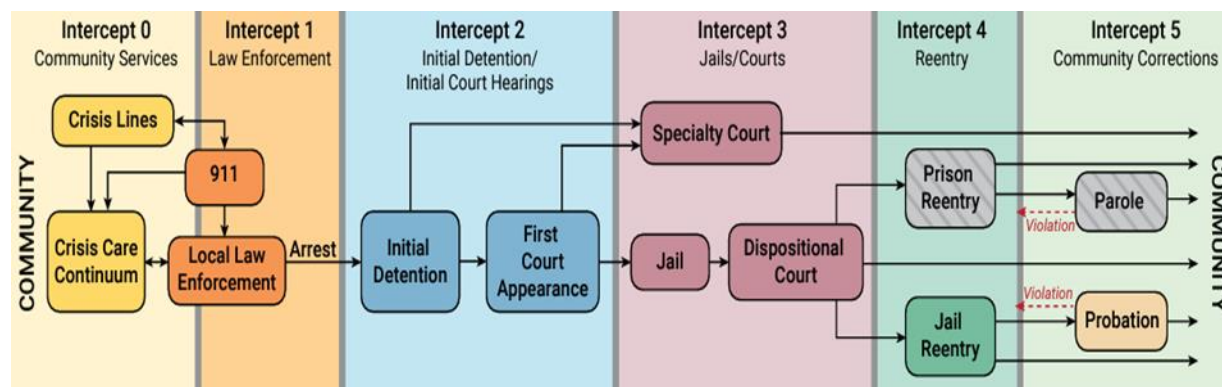 Intercept 0
Community Services
Intercept 1
Law Enforcement
Intercept 2
Initial Detention/
Initial Court Hearings
Intercept 3
Jails/Courts
Intercept 4
Reentry
Intercept 5
Community Corrections
COMMUNITY
Crisis Lines
911
Crisis Care
Continuum
Local Law
Enforcement
Arrest
Initial
Detention
First
Court
Appearance
Specialty Court
Jail
Dispositional
Court
Prison
Reentry
Parole
Violation
Violation
Jail
Reentry
Probation
COMMUNITY